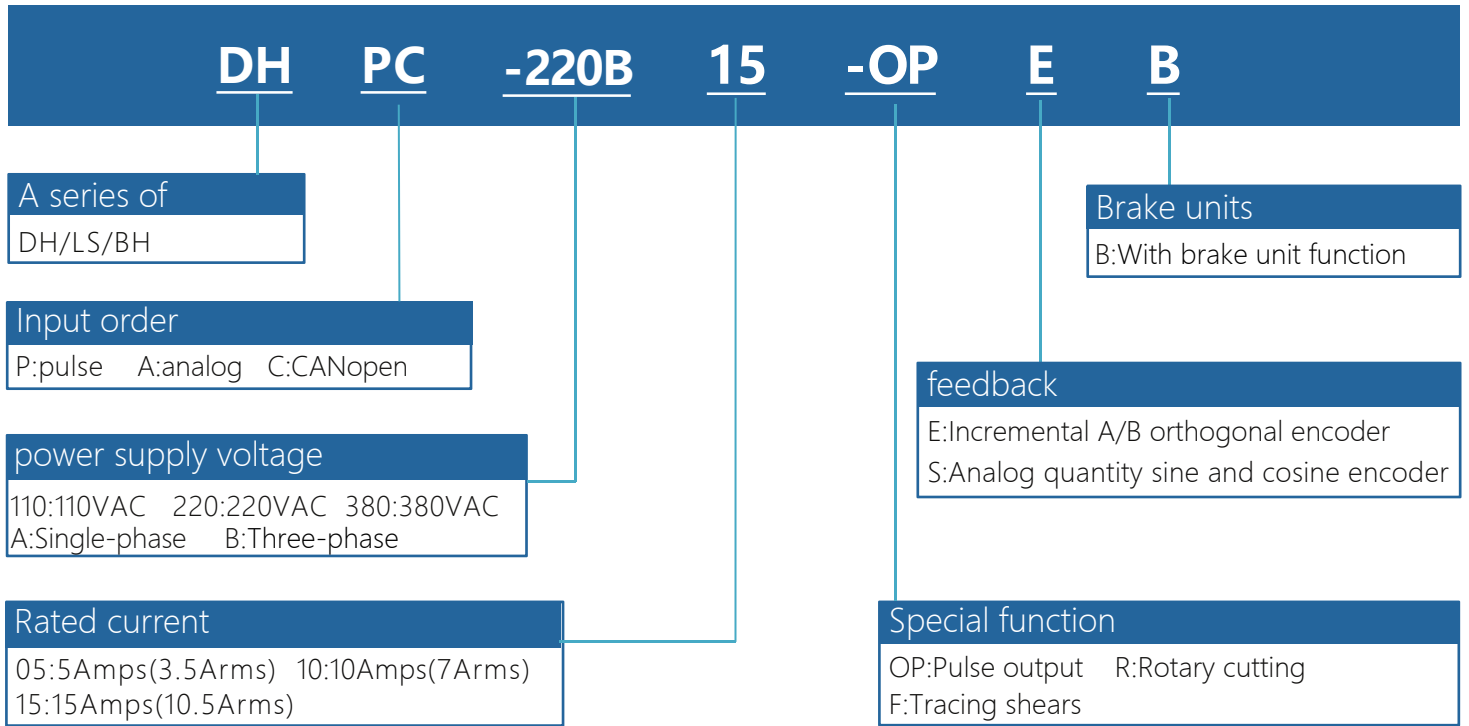 DH PC -220B 15 -OP E B
A series of
DH/LS/BH
Input order
P:pulse A:analog C:CANopen
power supply voltage
110:110VAC 220:220VAC 380:380VAC
A:Single-phase B:Three-phase
Rated current
05:5Amps(3.5Arms) 10:10Amps(7Arms)
15:15Amps(10.5Arms)
Brake units
B:With brake unit function
feedback
E:Incremental A/B orthogonal encoder
S:Analog quantity sine and cosine encoder
Special function
OP:Pulse output R:Rotary cutting
F:Tracing shears